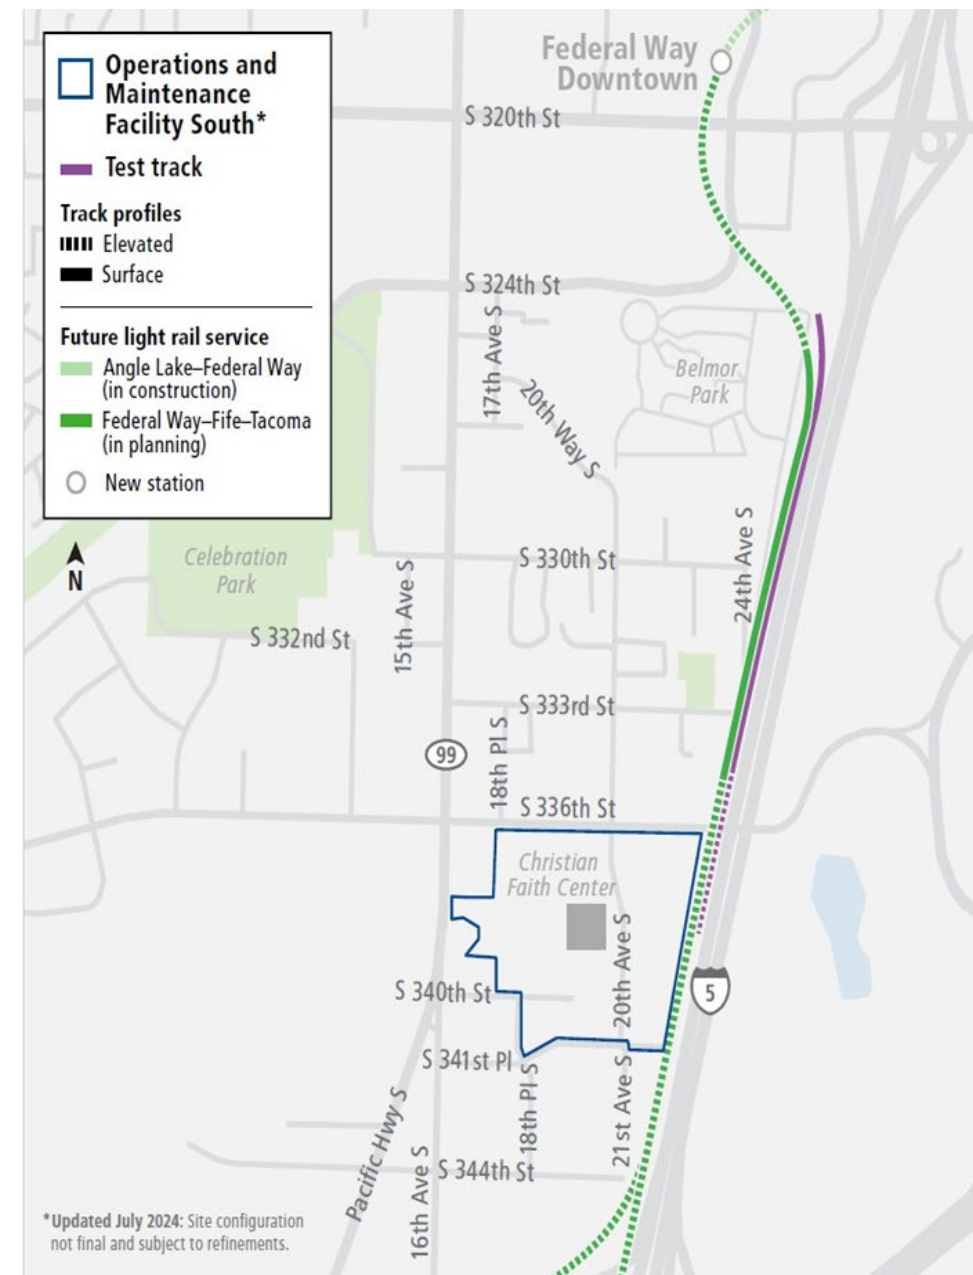 Operations and
Maintenance
Facility South*
Test track
Track profiles
Elevated
Surface
Future light rail service
Angle Lake–Federal Way
(in construction)
Federal Way–Fife–Tacoma
(in planning)
New station
N
Federal Way
Downtown
S 320th St
S 324th St
17th Ave S
20th Way S
Belmor
Park
Celebration
Park
S 330th St
24th Ave S
15th Ave S
S 332nd St
S 333rd St
18th Pl S
99
S 336th St
Christian
Faith Center
20th Ave S
5
S 340th St
S 341st Pl
18th Pl S
21st Ave S
Pacific Hwy S
16th Ave S
S 344th St
*Updated July 2024: Site configuration
not final and subject to refinements.